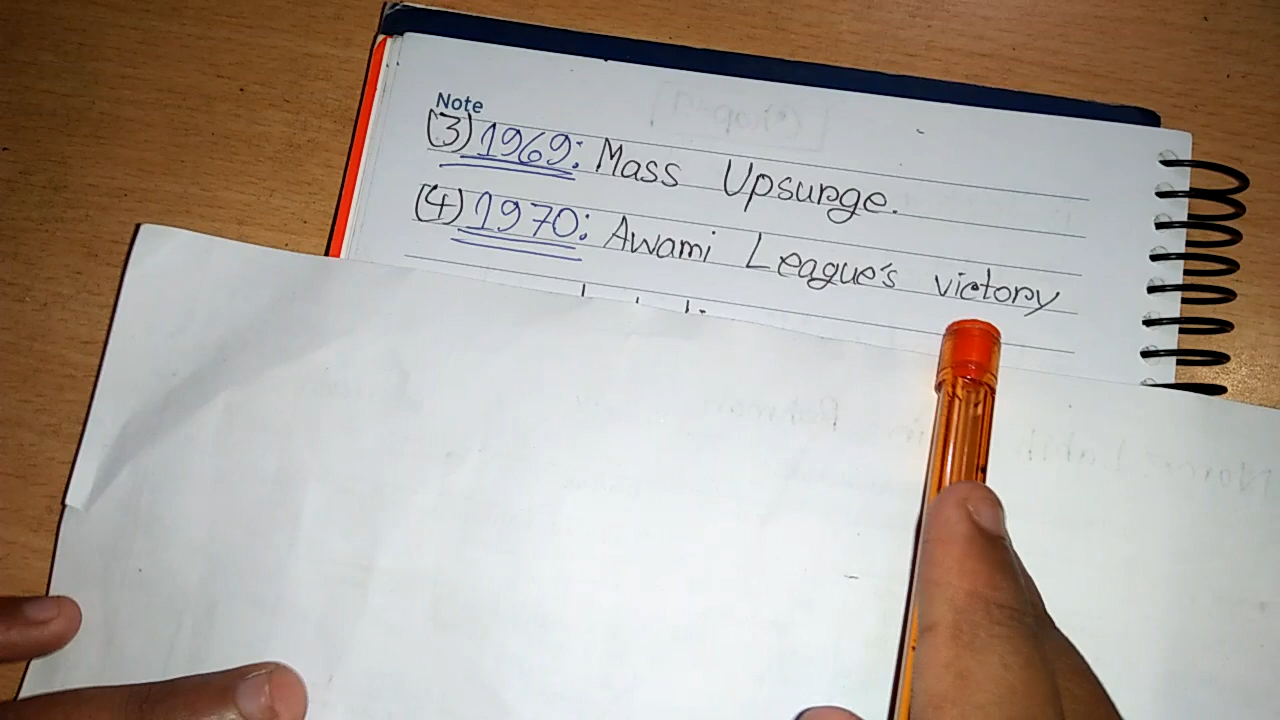 Note
(3) 1969: Mass Upsurge.
(4) 1970: Awami League's victory